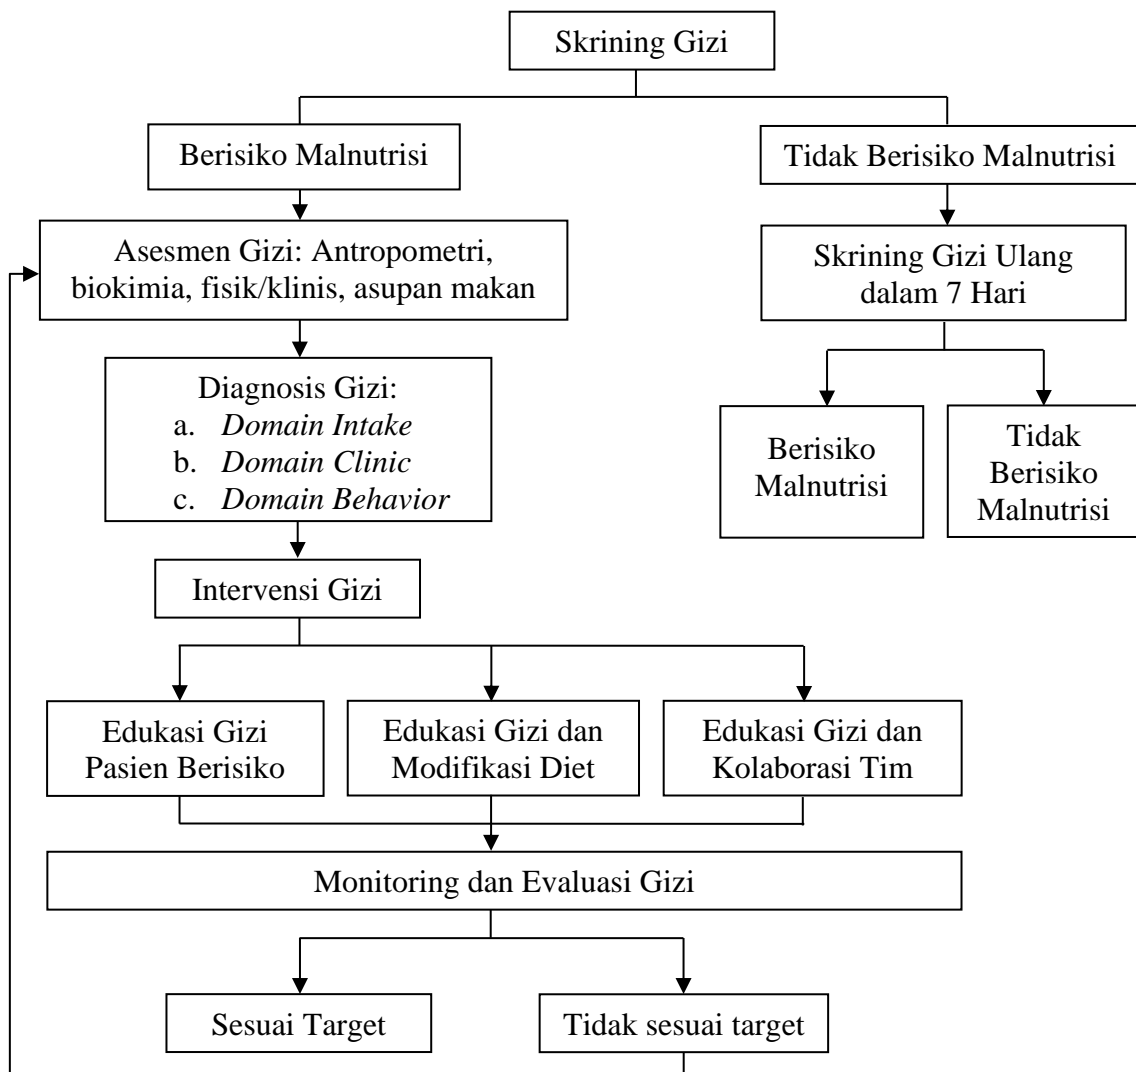 Skrining Gizi
Berisiko Malnutrisi
Tidak Berisiko Malnutrisi
Asesmen Gizi: Antropometri,
biokimia, fisik/klinis, asupan makan
Skrining Gizi Ulang
dalam 7 Hari
Diagnosis Gizi:
a. Domain Intake
b. Domain Clinic
c. Domain Behavior
Berisiko
Malnutrisi
Tidak
Berisiko
Malnutrisi
Intervensi Gizi
Edukasi Gizi
Pasien Berisiko
Edukasi Gizi dan
Modifikasi Diet
Edukasi Gizi dan
Kolaborasi Tim
Monitoring dan Evaluasi Gizi
Sesuai Target
Tidak sesuai target